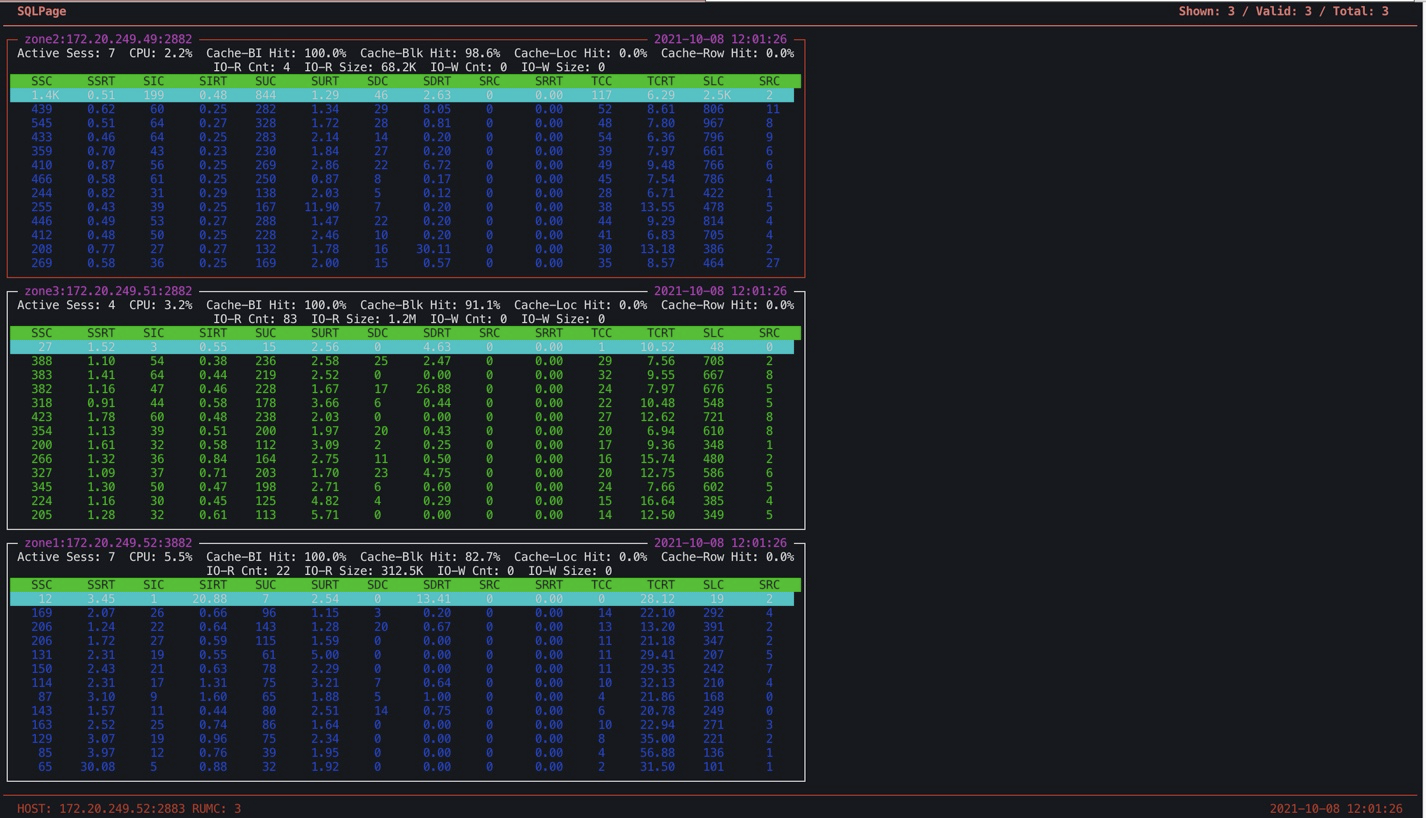 SQLPage Shown: 3 / Valid: 3 / Total: 3
zone2:172.20.249.49:2882 2021-10-08 12:01:26
Active Sess: 7 CPU: 2.2% Cache-BI Hit: 100.0% Cache-Blk Hit: 98.6% Cache-Loc Hit: 0.0% Cache-Row Hit: 0.0%
IO-R Cnt: 4 IO-R Size: 68.2K IO-W Cnt: 0 IO-W Size: 0
SSC SSRT SIC SIRT SUC SURT SDC SDRT SRC SRRT TCC TCRT SLC SRC
1.4K 0.51 199 0.48 844 1.29 46 2.63 0 0.00 117 6.29 2.5K 2
439 0.62 60 0.25 282 1.34 29 8.05 0 0.00 52 8.61 806 11
545 0.51 64 0.27 328 1.72 28 0.81 0 0.00 48 7.80 967 8
433 0.46 64 0.25 283 2.14 14 0.20 0 0.00 54 6.36 796 9
359 0.70 43 0.23 230 1.84 27 0.20 0 0.00 39 7.97 661 6
410 0.87 56 0.25 269 2.86 22 6.72 0 0.00 49 9.48 766 6
466 0.58 61 0.25 250 0.87 8 0.17 0 0.00 45 7.54 786 4
244 0.82 31 0.29 138 2.03 5 0.12 0 0.00 28 6.71 422 1
255 0.43 39 0.25 167 11.90 7 0.20 0 0.00 38 13.55 478 5
446 0.49 53 0.27 288 1.47 22 0.20 0 0.00 44 9.29 814 4
412 0.48 50 0.25 228 2.46 10 0.20 0 0.00 41 6.83 705 4
208 0.77 27 0.27 132 1.78 16 30.11 0 0.00 30 13.18 386 2
269 0.58 36 0.25 169 2.00 15 0.57 0 0.00 35 8.57 464 27
zone3:172.20.249.51:2882 2021-10-08 12:01:26
Active Sess: 4 CPU: 3.2% Cache-BI Hit: 100.0% Cache-Blk Hit: 91.1% Cache-Loc Hit: 0.0% Cache-Row Hit: 0.0%
IO-R Cnt: 83 IO-R Size: 1.2M IO-W Cnt: 0 IO-W Size: 0
SSC SSRT SIC SIRT SUC SURT SDC SDRT SRC SRRT TCC TCRT SLC SRC
27 1.52 3 0.55 15 2.56 0 4.63 0 0.00 1 10.52 48 0
388 1.10 54 0.38 236 2.58 25 2.47 0 0.00 29 7.56 708 2
383 1.41 64 0.44 219 2.52 0 0.00 0 0.00 32 9.55 667 8
382 1.16 47 0.46 228 1.67 17 26.88 0 0.00 24 7.97 676 5
318 0.91 44 0.58 178 3.66 6 0.44 0 0.00 22 10.48 548 5
423 1.78 60 0.48 238 2.03 0 0.00 0 0.00 27 12.62 721 8
354 1.13 39 0.51 200 1.97 20 0.43 0 0.00 20 6.94 610 8
200 1.61 32 0.58 112 3.09 2 0.25 0 0.00 17 9.36 348 1
266 1.32 36 0.84 164 2.75 11 0.50 0 0.00 16 15.74 480 2
327 1.09 37 0.71 203 1.70 23 4.75 0 0.00 20 12.75 586 6
345 1.30 50 0.47 198 2.71 6 0.60 0 0.00 24 7.66 602 5
224 1.16 30 0.45 125 4.82 4 0.29 0 0.00 15 16.64 385 4
205 1.28 32 0.61 113 5.71 0 0.00 0 0.00 14 12.50 349 5
zone1:172.20.249.52:3882 2021-10-08 12:01:26
Active Sess: 7 CPU: 5.5% Cache-BI Hit: 100.0% Cache-Blk Hit: 82.7% Cache-Loc Hit: 0.0% Cache-Row Hit: 0.0%
IO-R Cnt: 22 IO-R Size: 312.5K IO-W Cnt: 0 IO-W Size: 0
SSC SSRT SIC SIRT SUC SURT SDC SDRT SRC SRRT TCC TCRT SLC SRC
12 3.45 1 20.88 7 2.54 0 13.41 0 0.00 0 28.12 19 2
169 2.07 26 0.66 96 1.15 3 0.20 0 0.00 14 22.10 292 4
206 1.24 22 0.64 143 1.28 20 0.67 0 0.00 13 13.20 391 2
206 1.72 27 0.59 115 1.59 0 0.00 0 0.00 11 21.18 347 2
131 2.31 19 0.55 61 5.00 0 0.00 0 0.00 11 29.41 207 5
150 2.43 21 0.63 78 2.29 0 0.00 0 0.00 11 29.35 242 7
114 2.31 17 1.31 75 3.21 7 0.64 0 0.00 10 32.13 210 4
87 3.10 9 1.60 65 1.88 5 1.00 0 0.00 4 21.86 168 0
143 1.57 11 0.44 80 2.51 14 0.75 0 0.00 6 20.78 249 0
163 2.52 25 0.74 86 1.64 0 0.00 0 0.00 10 22.94 271 3
129 3.07 19 0.96 75 2.34 0 0.00 0 0.00 8 35.00 221 2
85 3.97 12 0.76 39 1.95 0 0.00 0 0.00 4 56.88 136 1
65 30.08 5 0.88 32 1.92 0 0.00 0 0.00 2 31.50 101 1
HOST: 172.20.249.52:2883 RUMC: 3 2021-10-08 12:01:26